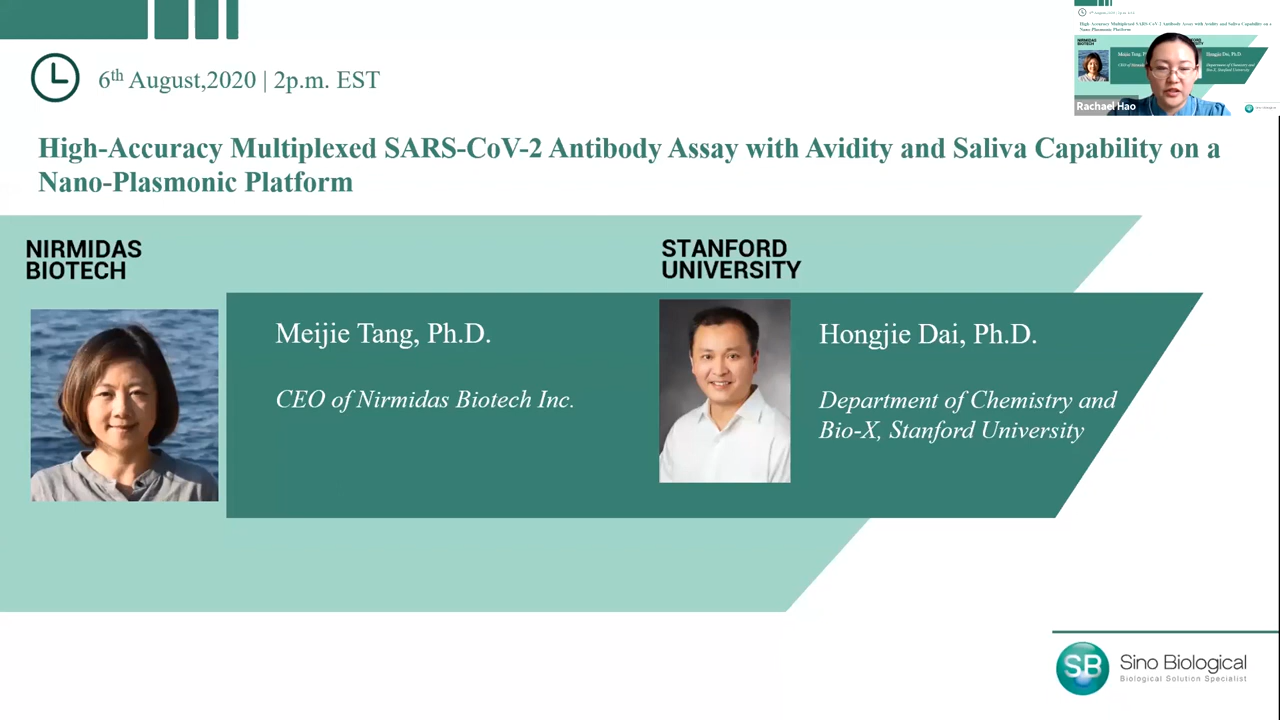 6th August,2020 | 2p.m. EST
High-Accuracy Multiplexed SARS-CoV-2 Antibody Assay with Avidity and Saliva Capability on a
Nano-Plasmonic Platform
NIRMIDAS
BIOTECH
Meijie Tang, Ph.D.
CEO of Nirmidas Biotech Inc.
STANFORD
UNIVERSITY
Hongjie Dai, Ph.D.
Department of Chemistry and
Bio-X, Stanford University
SB
Sino Biological
Biological Solution Specialist
Rachael Hao